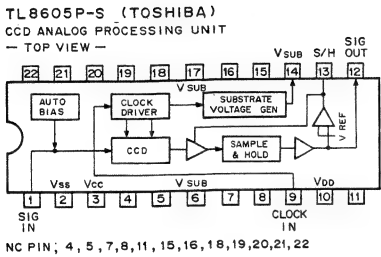 TL8605P-S (TOSHIBA)
CCD ANALOG PROCESSING UNIT
- TOP VIEW -
VSUB S/H SIG OUT
22 21 20 19 18 17 16 15 14 13 12
VSUB
AUTO BIAS
CLOCK DRIVER
SUBSTRATE VOLTAGE GEN
V REF
CCD
SAMPLE & HOLD
VSS VCC VSUB VDD
1 2 3 4 5 6 7 8 9 10 11
SIG IN
CLOCK IN
NC PIN; 4, 5, 7, 8, 11, 15, 16, 18, 19, 20, 21, 22